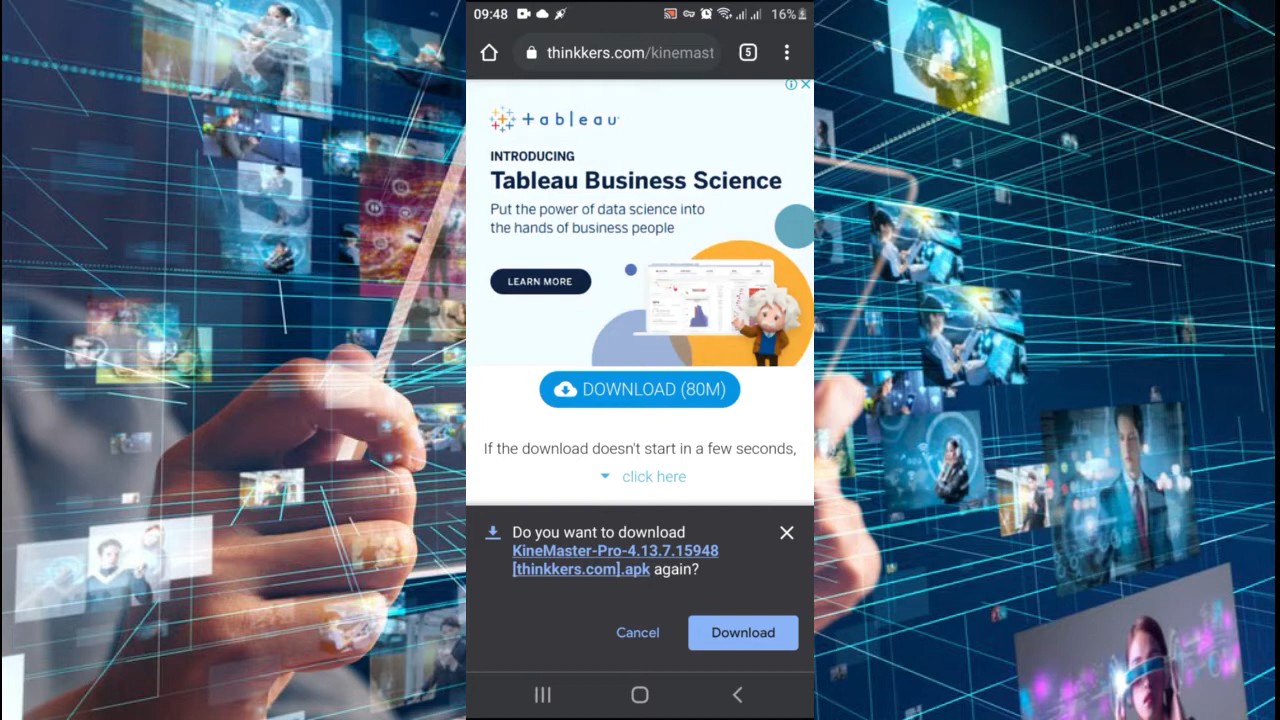 09:48
16%
thinkkers.com/kinemast
5
tableau
INTRODUCING
Tableau Business Science
Put the power of data science into
the hands of business people
LEARN MORE
DOWNLOAD (80M)
If the download doesn't start in a few seconds,
click here
Do you want to download
KineMaster-Pro-4.13.7.15948
[thinkkers.com].apk again?
Cancel
Download